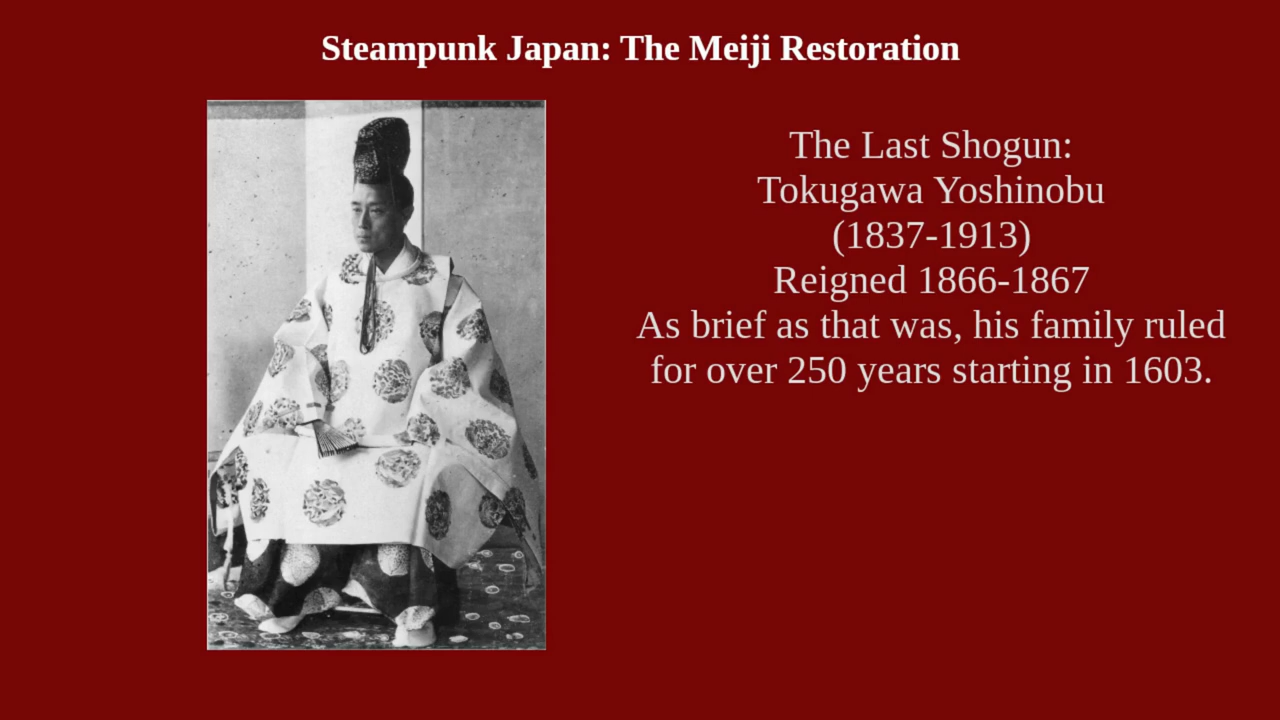 Steampunk Japan: The Meiji Restoration
The Last Shogun:
Tokugawa Yoshinobu
(1837-1913)
Reigned 1866-1867
As brief as that was, his family ruled
for over 250 years starting in 1603.